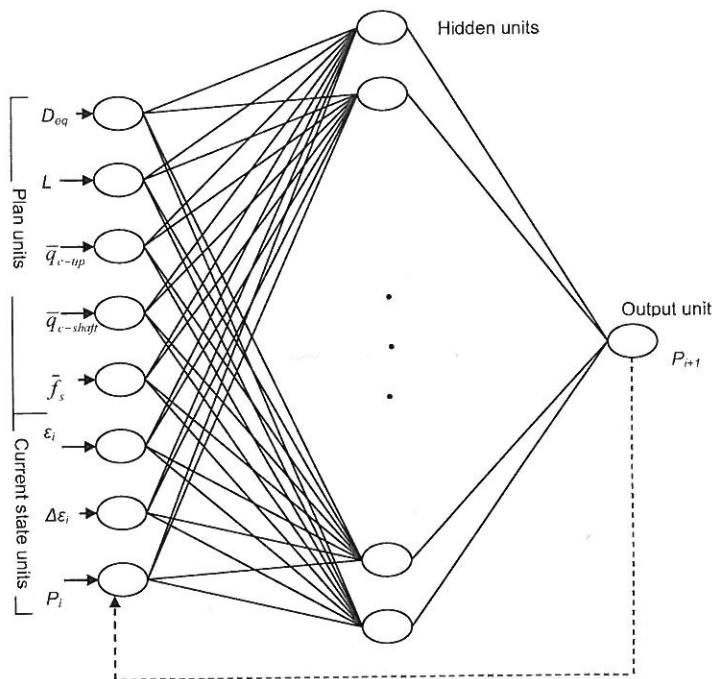 Hidden units
Plan units
D_eq
L
q̅_c-up
q̅_c-shaft
f̅_s
Current state units
ε_i
Δε_i
P_i
Output unit
P_i+1